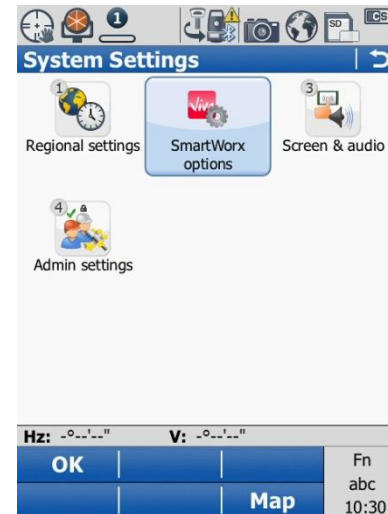 1
SD
CS
System Settings
1
Regional settings
Viva
SmartWorx
options
3
Screen & audio
4
Admin settings
Hz: -°--'--" V: -°--'--"
OK
Fn
abc
Map
10:30